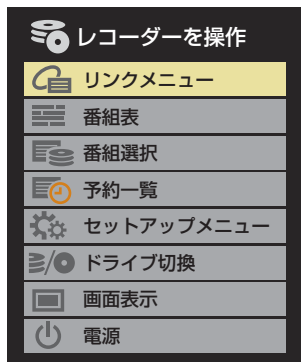 レコーダーを操作
リンクメニュー
番組表
番組選択
予約一覧
セットアップメニュー
ドライブ切換
画面表示
電源